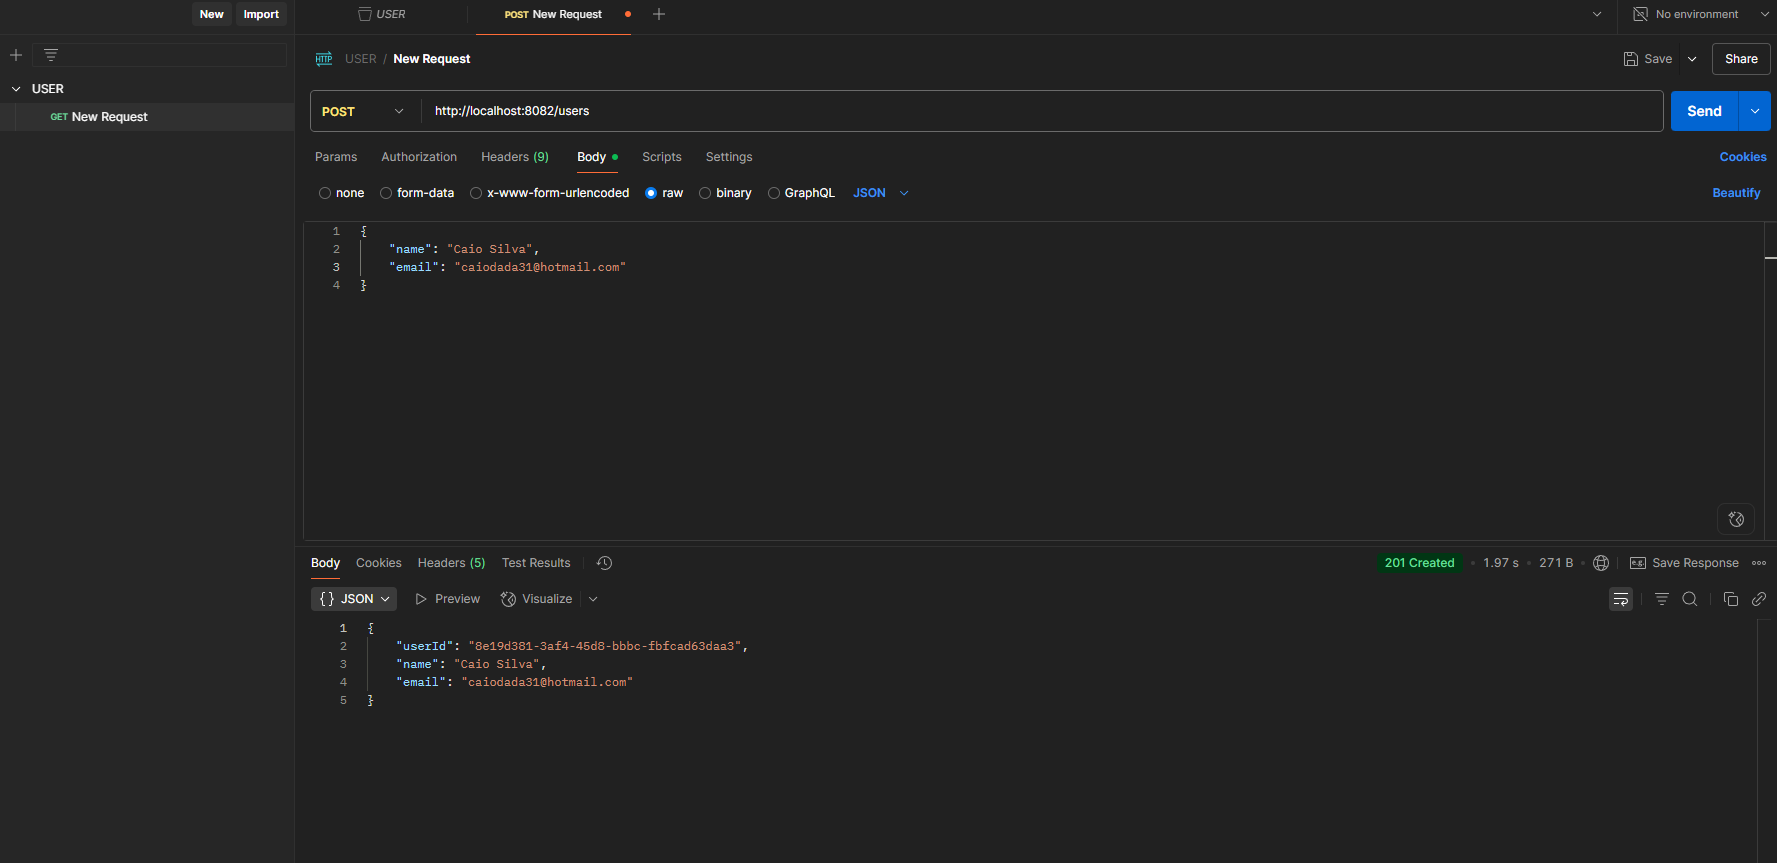 New Import
USER
POST New Request
No environment
USER
GET New Request
HTTP USER / New Request
Save
Share
POST
http://localhost:8082/users
Send
Params Authorization Headers (9) Body Scripts Settings
Cookies
none form-data x-www-form-urlencoded raw binary GraphQL JSON
Beautify
1 {
2 "name": "Caio Silva",
3 "email": "caiodada31@hotmail.com"
4 }
Body Cookies Headers (5) Test Results
201 Created • 1.97 s • 271 B
e.g. Save Response
{} JSON Preview Visualize
1 {
2 "userId": "8e19d381-3af4-45d8-bbbc-fbfcad63daa3",
3 "name": "Caio Silva",
4 "email": "caiodada31@hotmail.com"
5 }